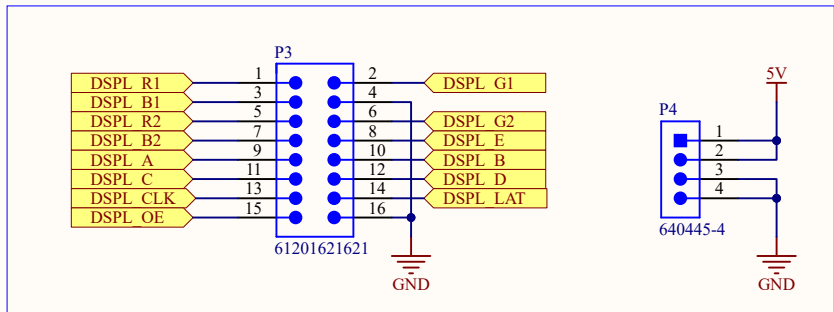 P3
DSPL_R1 1 2 DSPL_G1
DSPL_B1 3 4
DSPL_R2 5 6 DSPL_G2
DSPL_B2 7 8 DSPL_E
DSPL_A 9 10 DSPL_B
DSPL_C 11 12 DSPL_D
DSPL_CLK 13 14 DSPL_LAT
DSPL_OE 15 16
61201621621
GND
5V
P4
1
2
3
4
640445-4
GND